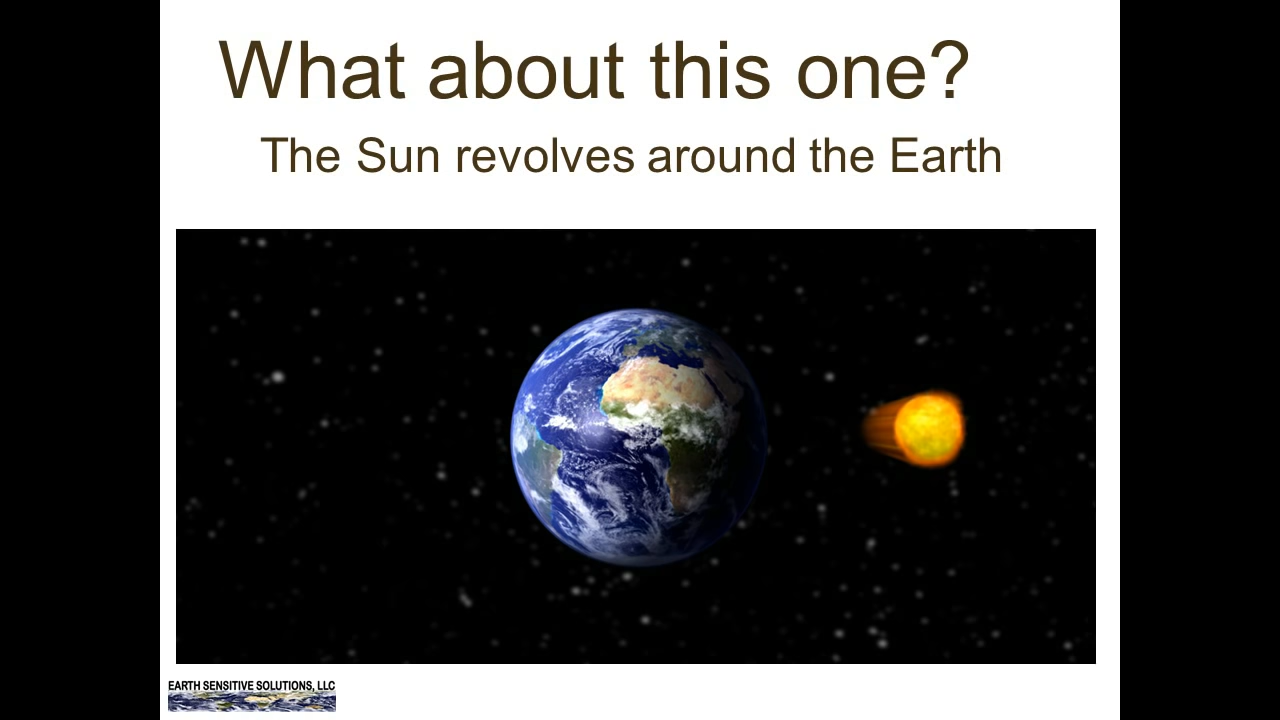 What about this one?
The Sun revolves around the Earth
EARTH SENSITIVE SOLUTIONS, LLC